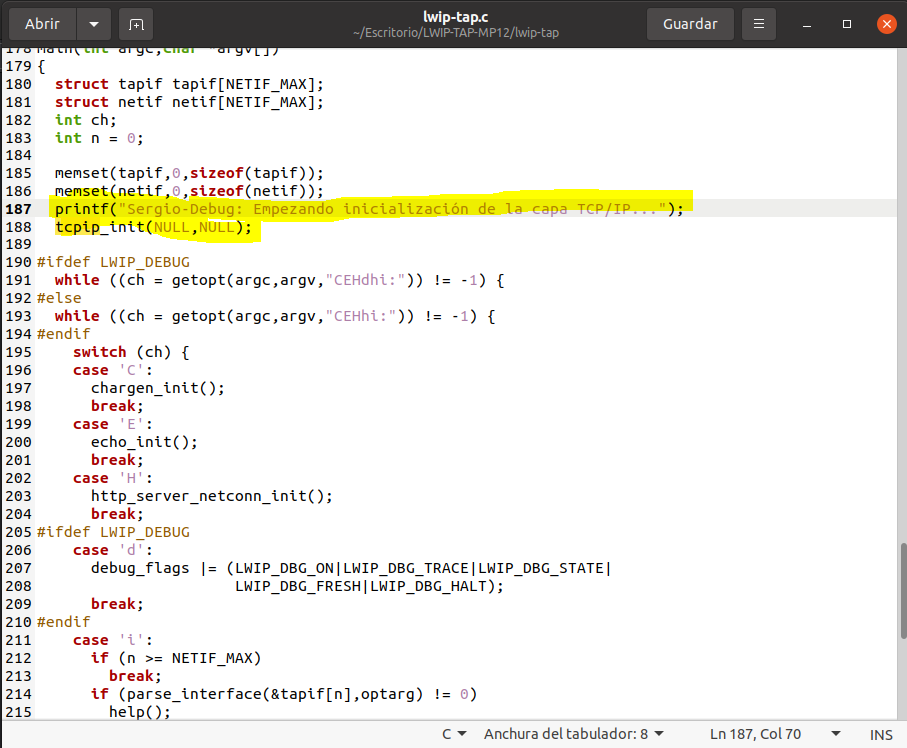 Abrir
lwip-tap.c
~/Escritorio/LWIP-TAP-MP12/lwip-tap
Guardar
178 main(int argc,char *argv[])
179 {
180   struct tapif tapif[NETIF_MAX];
181   struct netif netif[NETIF_MAX];
182   int ch;
183   int n = 0;
184
185   memset(tapif,0,sizeof(tapif));
186   memset(netif,0,sizeof(netif));
187   printf("Sergio-Debug: Empezando inicialización de la capa TCP/IP...");
188   tcpip_init(NULL,NULL);
189
190 #ifdef LWIP_DEBUG
191   while ((ch = getopt(argc,argv,"CEHdhi:")) != -1) {
192 #else
193   while ((ch = getopt(argc,argv,"CEHhi:")) != -1) {
194 #endif
195     switch (ch) {
196     case 'C':
197       chargen_init();
198       break;
199     case 'E':
200       echo_init();
201       break;
202     case 'H':
203       http_server_netconn_init();
204       break;
205 #ifdef LWIP_DEBUG
206     case 'd':
207       debug_flags |= (LWIP_DBG_ON|LWIP_DBG_TRACE|LWIP_DBG_STATE|
208                       LWIP_DBG_FRESH|LWIP_DBG_HALT);
209       break;
210 #endif
211     case 'i':
212       if (n >= NETIF_MAX)
213         break;
214       if (parse_interface(&tapif[n],optarg) != 0)
215         help();
C Anchura del tabulador: 8 Ln 187, Col 70 INS